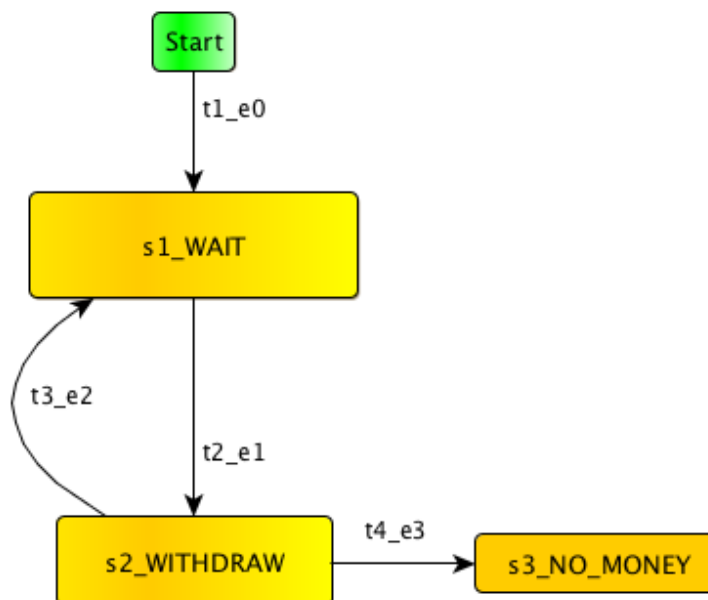 Start
t1_e0
s1_WAIT
t3_e2
t2_e1
t4_e3
s2_WITHDRAW
s3_NO_MONEY